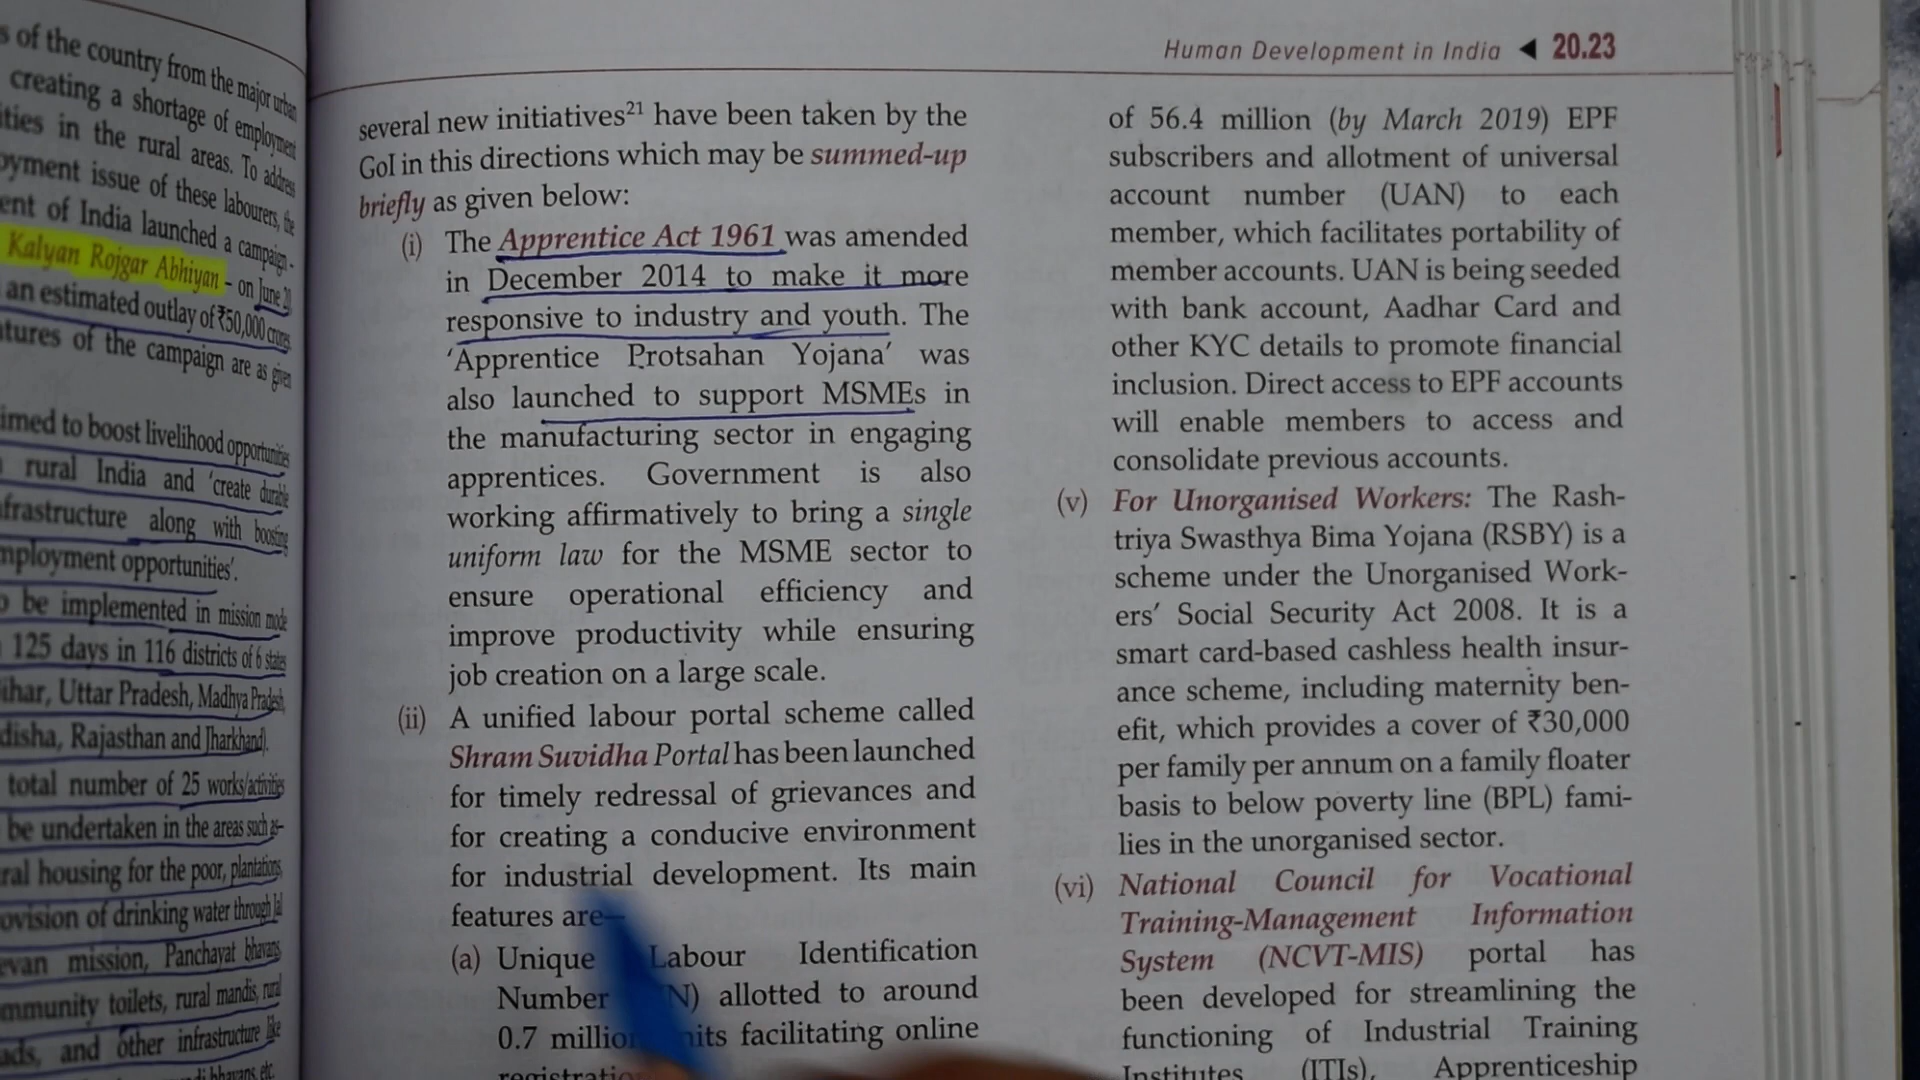 s of the country from the major urban
creating a shortage of employment
ities in the rural areas. To address
oyment issue of these labourers, the
ent of India launched a campaign -
Kalyan Rojgar Abhiyan – on June 20
an estimated outlay of ₹50,000 crores.
atures of the campaign are as given
imed to boost livelihood opportunities
rural India and 'create durable
frastructure along with boosting
mployment opportunities'.
o be implemented in mission mode
125 days in 116 districts of 6 states
ihar, Uttar Pradesh, Madhya Pradesh,
disha, Rajasthan and Jharkhand).
total number of 25 works/activities
be undertaken in the areas such as–
ral housing for the poor, plantations,
ovision of drinking water through Jal
evan mission, Panchayat bhavans,
mmunity toilets, rural mandis, rural
ads, and other infrastructure like
bhavans, etc.
Human Development in India ◀ 20.23
several new initiatives²¹ have been taken by the
GoI in this directions which may be summed-up
briefly as given below:
(i) The Apprentice Act 1961 was amended
in December 2014 to make it more
responsive to industry and youth. The
'Apprentice Protsahan Yojana' was
also launched to support MSMEs in
the manufacturing sector in engaging
apprentices. Government is also
working affirmatively to bring a single
uniform law for the MSME sector to
ensure operational efficiency and
improve productivity while ensuring
job creation on a large scale.
(ii) A unified labour portal scheme called
Shram Suvidha Portal has been launched
for timely redressal of grievances and
for creating a conducive environment
for industrial development. Its main
features are—
(a) Unique Labour Identification
Number N) allotted to around
0.7 million its facilitating online
registration
of 56.4 million (by March 2019) EPF
subscribers and allotment of universal
account number (UAN) to each
member, which facilitates portability of
member accounts. UAN is being seeded
with bank account, Aadhar Card and
other KYC details to promote financial
inclusion. Direct access to EPF accounts
will enable members to access and
consolidate previous accounts.
(v) For Unorganised Workers: The Rash-
triya Swasthya Bima Yojana (RSBY) is a
scheme under the Unorganised Work-
ers' Social Security Act 2008. It is a
smart card-based cashless health insur-
ance scheme, including maternity ben-
efit, which provides a cover of ₹30,000
per family per annum on a family floater
basis to below poverty line (BPL) fami-
lies in the unorganised sector.
(vi) National Council for Vocational
Training-Management Information
System (NCVT-MIS) portal has
been developed for streamlining the
functioning of Industrial Training
Institutes (ITIs), Apprenticeship